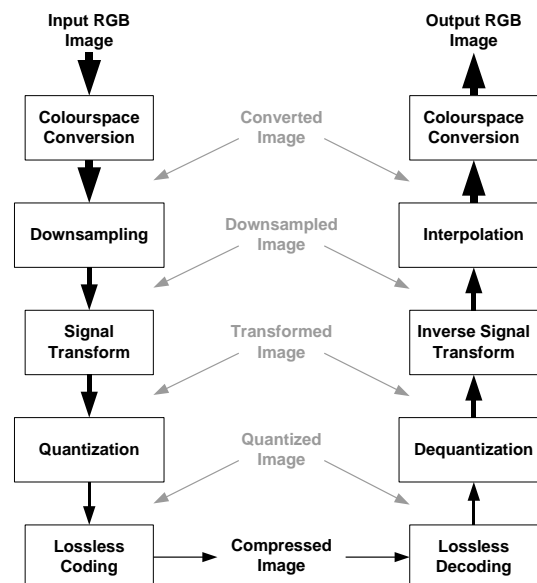 Input RGB
Image
Output RGB
Image
Colourspace
Conversion
Converted
Image
Colourspace
Conversion
Downsampling
Downsampled
Image
Interpolation
Signal
Transform
Transformed
Image
Inverse Signal
Transform
Quantization
Quantized
Image
Dequantization
Lossless
Coding
Compressed
Image
Lossless
Decoding